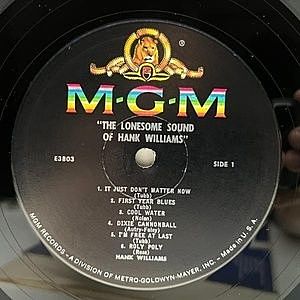 ®
M-G-M
"THE LONESOME SOUND
OF HANK WILLIAMS"
E3803
SIDE 1
1. IT JUST DON'T MATTER NOW
(Tubb)
2. FIRST YEAR BLUES
(Tubb)
3. COOL WATER
(Nolan)
4. DIXIE CANNONBALL
(Autry-Foley)
5. I'M FREE AT LAST
(Tubb)
6. ROLY POLY
(Rose)
HANK WILLIAMS
MGM RECORDS - A DIVISION OF METRO-GOLDWYN-MAYER, INC. - Made in U.S.A.